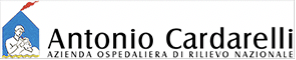 Antonio Cardarelli
AZIENDA OSPEDALIERA DI RILIEVO NAZIONALE